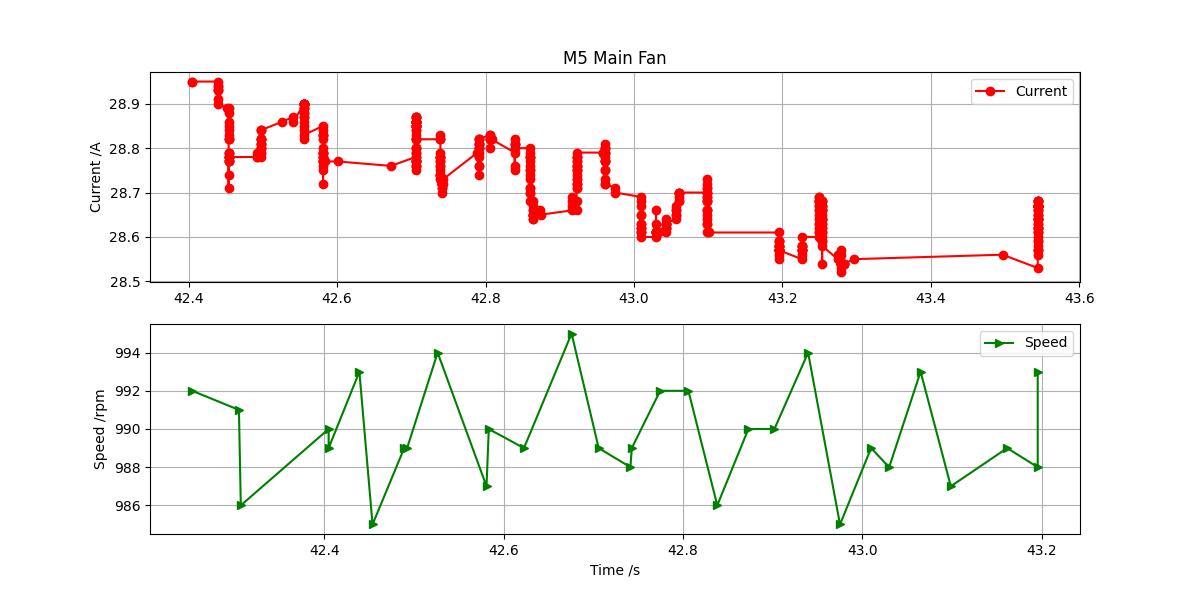 M5 Main Fan
Current /A
28.9
28.8
28.7
28.6
28.5
Current
42.4 42.6 42.8 43.0 43.2 43.4 43.6
Speed /rpm
994
992
990
988
986
Speed
42.4 42.6 42.8 43.0 43.2
Time /s